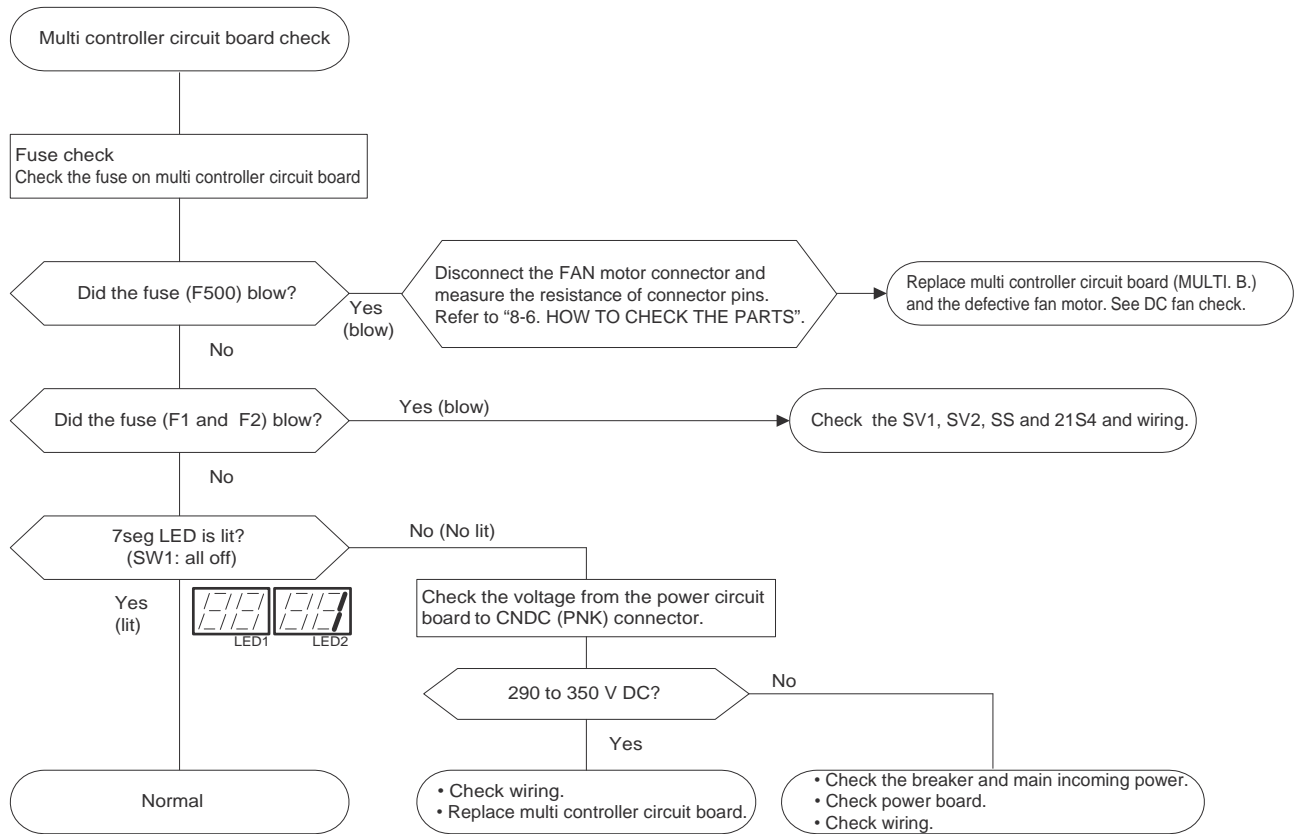 Multi controller circuit board check
Fuse check
Check the fuse on multi controller circuit board
Did the fuse (F500) blow?
Yes
(blow)
Disconnect the FAN motor connector and
measure the resistance of connector pins.
Refer to “8-6. HOW TO CHECK THE PARTS”.
Replace multi controller circuit board (MULTI. B.)
and the defective fan motor. See DC fan check.
No
Did the fuse (F1 and F2) blow?
Yes (blow)
Check the SV1, SV2, SS and 21S4 and wiring.
No
7seg LED is lit?
(SW1: all off)
No (No lit)
Yes
(lit)
LED1
LED2
Check the voltage from the power circuit
board to CNDC (PNK) connector.
290 to 350 V DC?
No
Yes
Normal
• Check wiring.
• Replace multi controller circuit board.
• Check the breaker and main incoming power.
• Check power board.
• Check wiring.